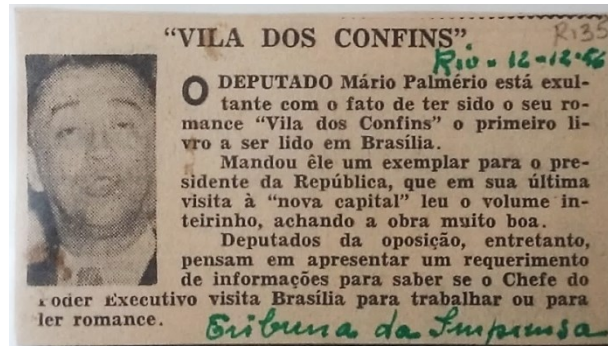 "VILA DOS CONFINS"
R.35
Rio - 12-12-56
O DEPUTADO Mário Palmério está exul-
tante com o fato de ter sido o seu ro-
mance "Vila dos Confins" o primeiro li-
vro a ser lido em Brasília.
Mandou êle um exemplar para o pre-
sidente da República, que em sua última
visita à "nova capital" leu o volume in-
teirinho, achando a obra muito boa.
Deputados da oposição, entretanto,
pensam em apresentar um requerimento
de informações para saber se o Chefe do
Poder Executivo visita Brasília para trabalhar ou para
ler romance.
Tribuna da Imprensa